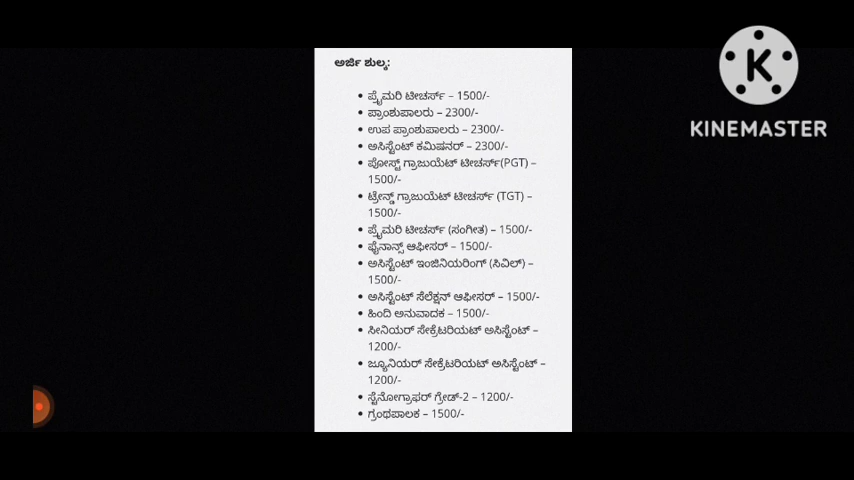 ಅರ್ಜಿ ಶುಲ್ಕ:
• ಪ್ರೈಮರಿ ಟೀಚರ್ಸ್ – 1500/-
• ಪ್ರಾಂಶುಪಾಲರು – 2300/-
• ಉಪ ಪ್ರಾಂಶುಪಾಲರು – 2300/-
• ಅಸಿಸ್ಟೆಂಟ್ ಕಮಿಷನರ್ – 2300/-
• ಪೋಸ್ಟ್ ಗ್ರಾಜುಯೆಟ್ ಟೀಚರ್ಸ್(PGT) –
1500/-
• ಟ್ರೇನ್ಡ್ ಗ್ರಾಜುಯೆಟ್ ಟೀಚರ್ಸ್ (TGT) –
1500/-
• ಪ್ರೈಮರಿ ಟೀಚರ್ಸ್ (ಸಂಗೀತ) – 1500/-
• ಫೈನಾನ್ಸ್ ಆಫೀಸರ್ – 1500/-
• ಅಸಿಸ್ಟೆಂಟ್ ಇಂಜಿನಿಯರಿಂಗ್ (ಸಿವಿಲ್) –
1500/-
• ಅಸಿಸ್ಟೆಂಟ್ ಸೆಲೆಕ್ಷನ್ ಆಫೀಸರ್ – 1500/-
• ಹಿಂದಿ ಅನುವಾದಕ – 1500/-
• ಸೀನಿಯರ್ ಸೇಕ್ರೆಟರಿಯಟ್ ಅಸಿಸ್ಟೆಂಟ್ –
1200/-
• ಜ್ಯೂನಿಯರ್ ಸೇಕ್ರೆಟರಿಯಟ್ ಅಸಿಸ್ಟೆಂಟ್ –
1200/-
• ಸ್ಟೆನೋಗ್ರಾಫರ್ ಗ್ರೇಡ್-2 – 1200/-
• ಗ್ರಂಥಪಾಲಕ – 1500/-
K
KINEMASTER